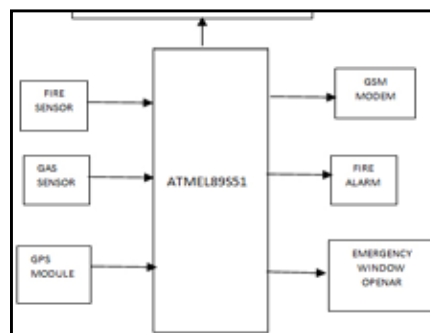 FIRE
SENSOR
GAS
SENSOR
GPS
MODULE
ATMEL89S51
GSM
MODEM
FIRE
ALARM
EMERGENCY
WINDOW
OPENAR